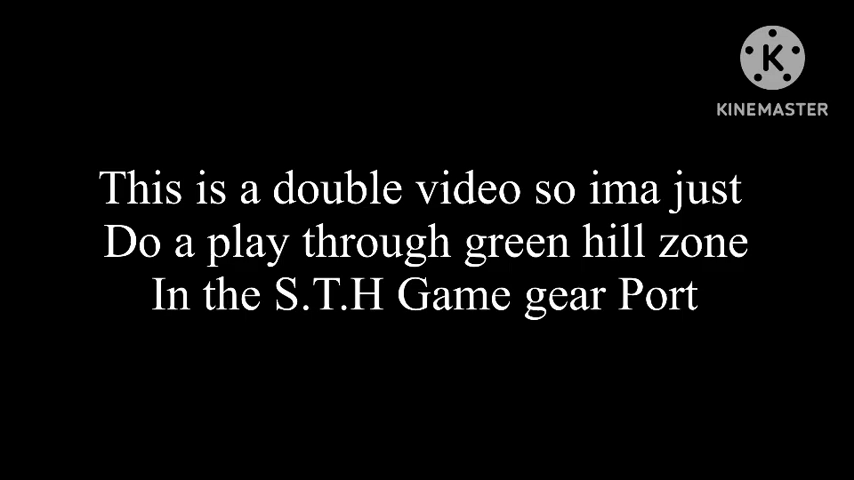 K
KINEMASTER
This is a double video so ima just
Do a play through green hill zone
In the S.T.H Game gear Port